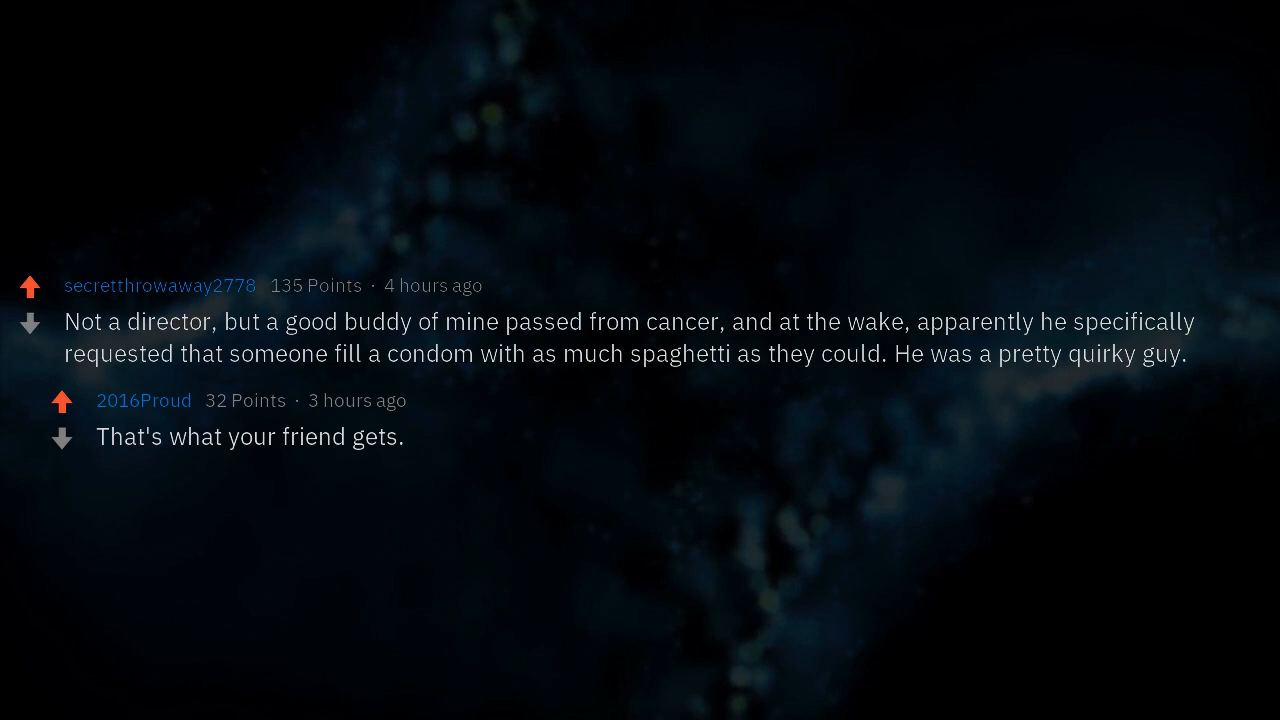 secretthrowaway2778 135 Points · 4 hours ago
Not a director, but a good buddy of mine passed from cancer, and at the wake, apparently he specifically
requested that someone fill a condom with as much spaghetti as they could. He was a pretty quirky guy.
2016Proud 32 Points · 3 hours ago
That's what your friend gets.